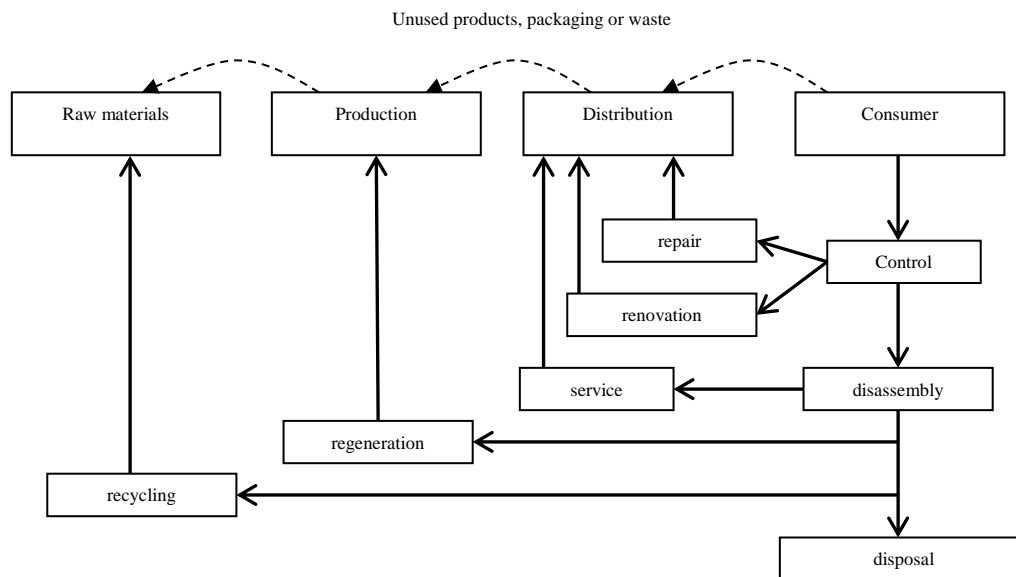 Unused products, packaging or waste
Raw materials
Production
Distribution
Consumer
repair
Control
renovation
service
disassembly
regeneration
recycling
disposal